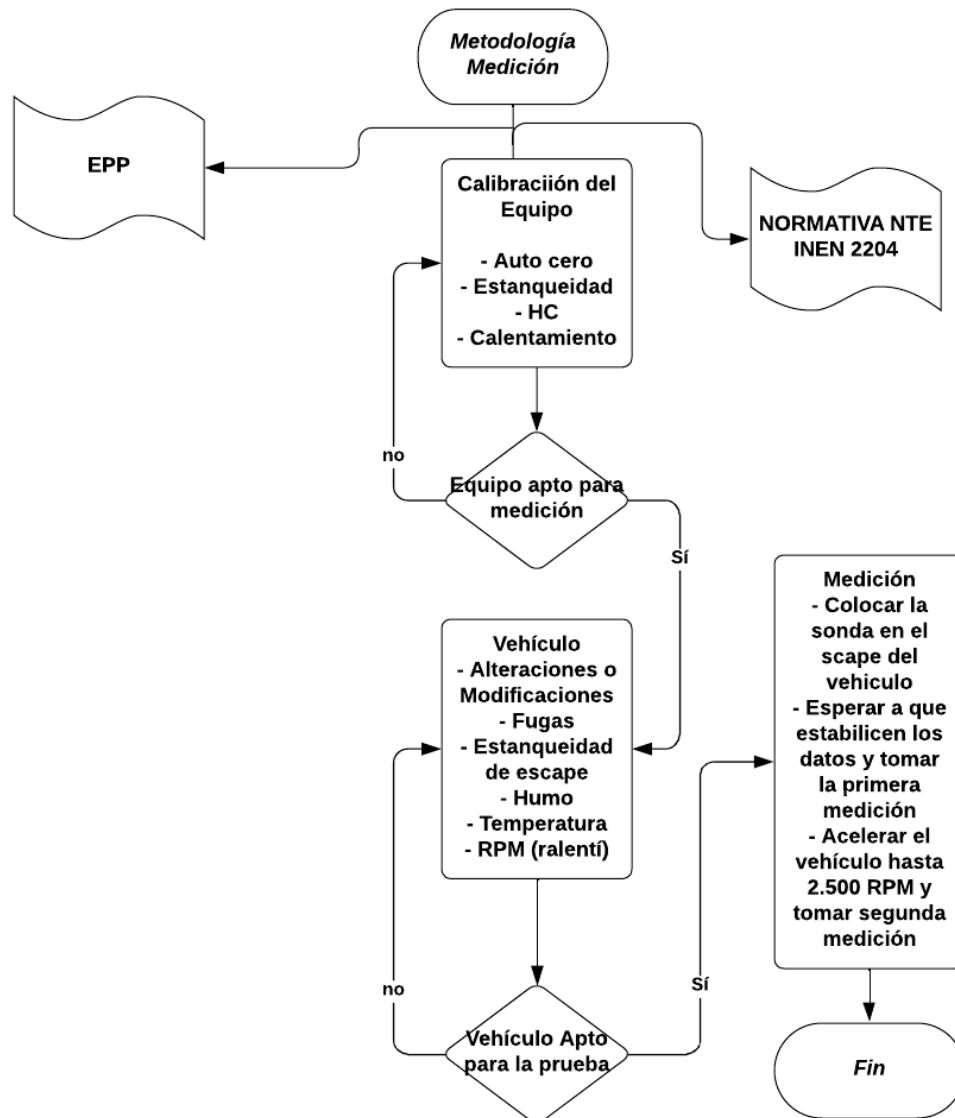 Metodología
Medición
EPP
NORMATIVA NTE
INEN 2204
Calibraciión del
Equipo
- Auto cero
- Estanqueidad
- HC
- Calentamiento
no
Equipo apto para
medición
Sí
Vehículo
- Alteraciones o
Modificaciones
- Fugas
- Estanqueidad
de escape
- Humo
- Temperatura
- RPM (ralentí)
no
Vehículo Apto
para la prueba
Sí
Medición
- Colocar la
sonda en el
scape del
vehiculo
- Esperar a que
estabilicen los
datos y tomar
la primera
medición
- Acelerar el
vehículo hasta
2.500 RPM y
tomar segunda
medición
Fin